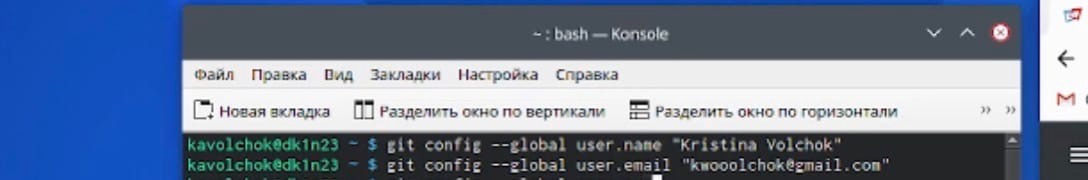 ~ : bash — Konsole
Файл Правка Вид Закладки Настройка Справка
Новая вкладка Разделить окно по вертикали Разделить окно по горизонтали » »
kavolchok@dk1n23 ~ $ git config --global user.name "Kristina Volchok"
kavolchok@dk1n23 ~ $ git config --global user.email "kwooolchok@gmail.com"